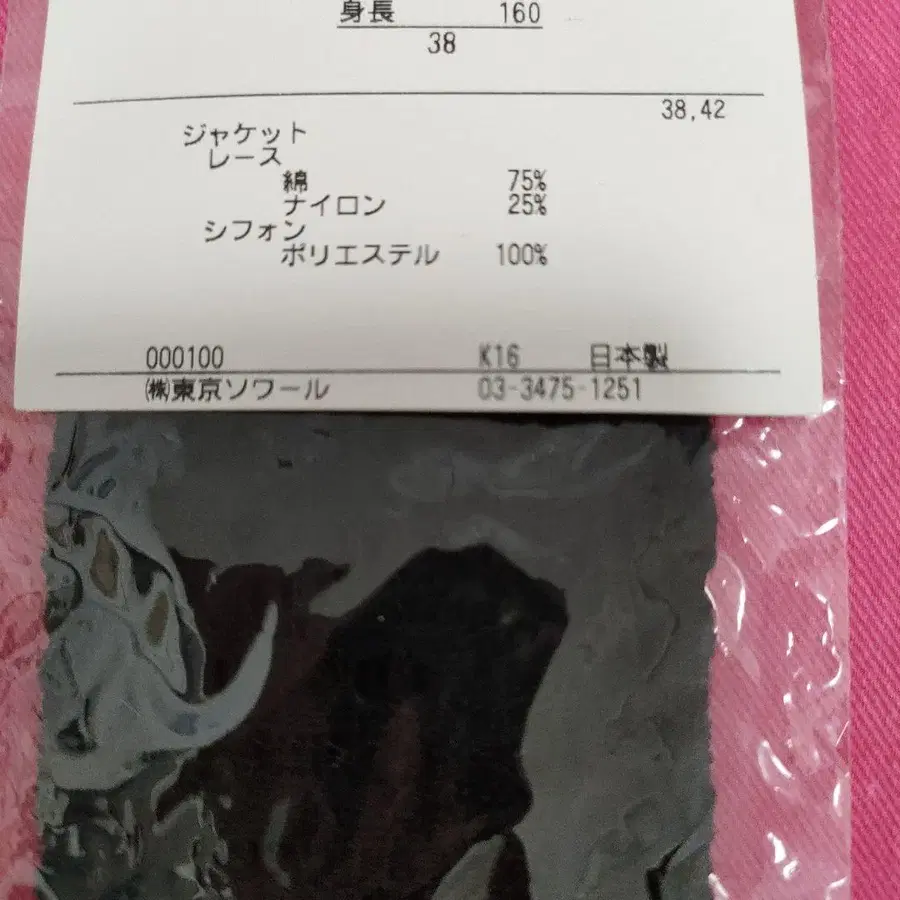 身長 160
38
38,42
ジャケット
レース
綿 75%
ナイロン 25%
シフォン
ポリエステル 100%
000100 K16 日本製
㈱東京ソワール 03-3475-1251